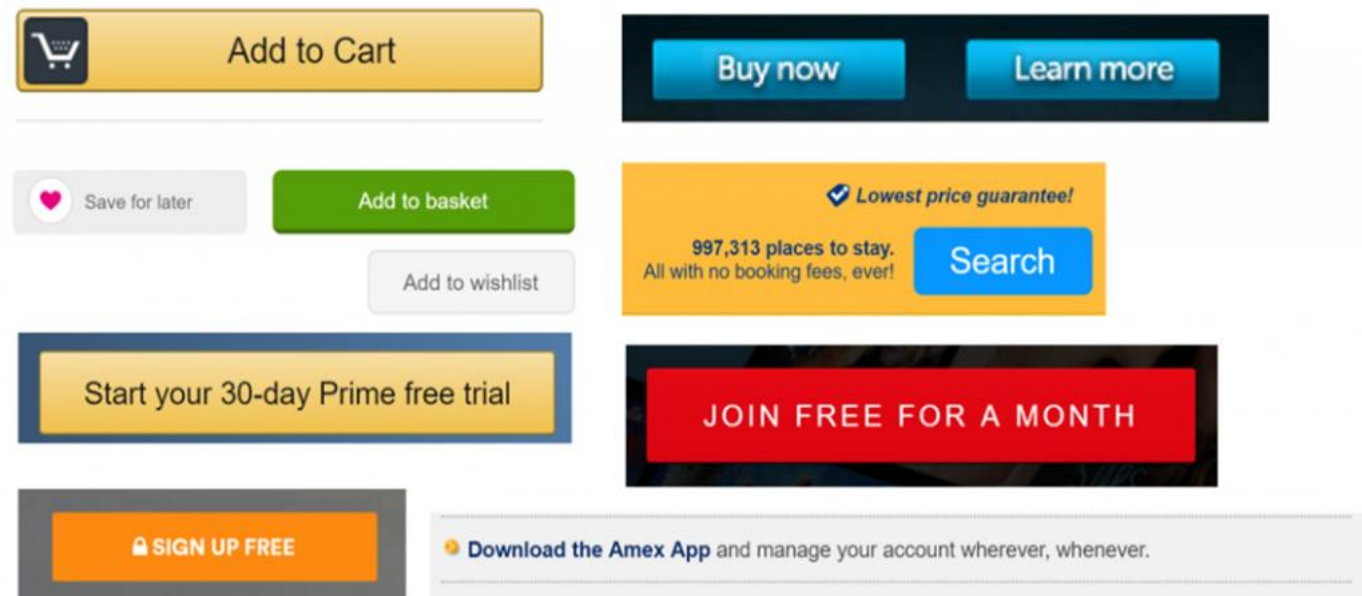 Add to Cart
Buy now
Learn more
Save for later
Add to basket
Add to wishlist
Lowest price guarantee!
997,313 places to stay.
All with no booking fees, ever!
Search
Start your 30-day Prime free trial
JOIN FREE FOR A MONTH
SIGN UP FREE
Download the Amex App and manage your account wherever, whenever.